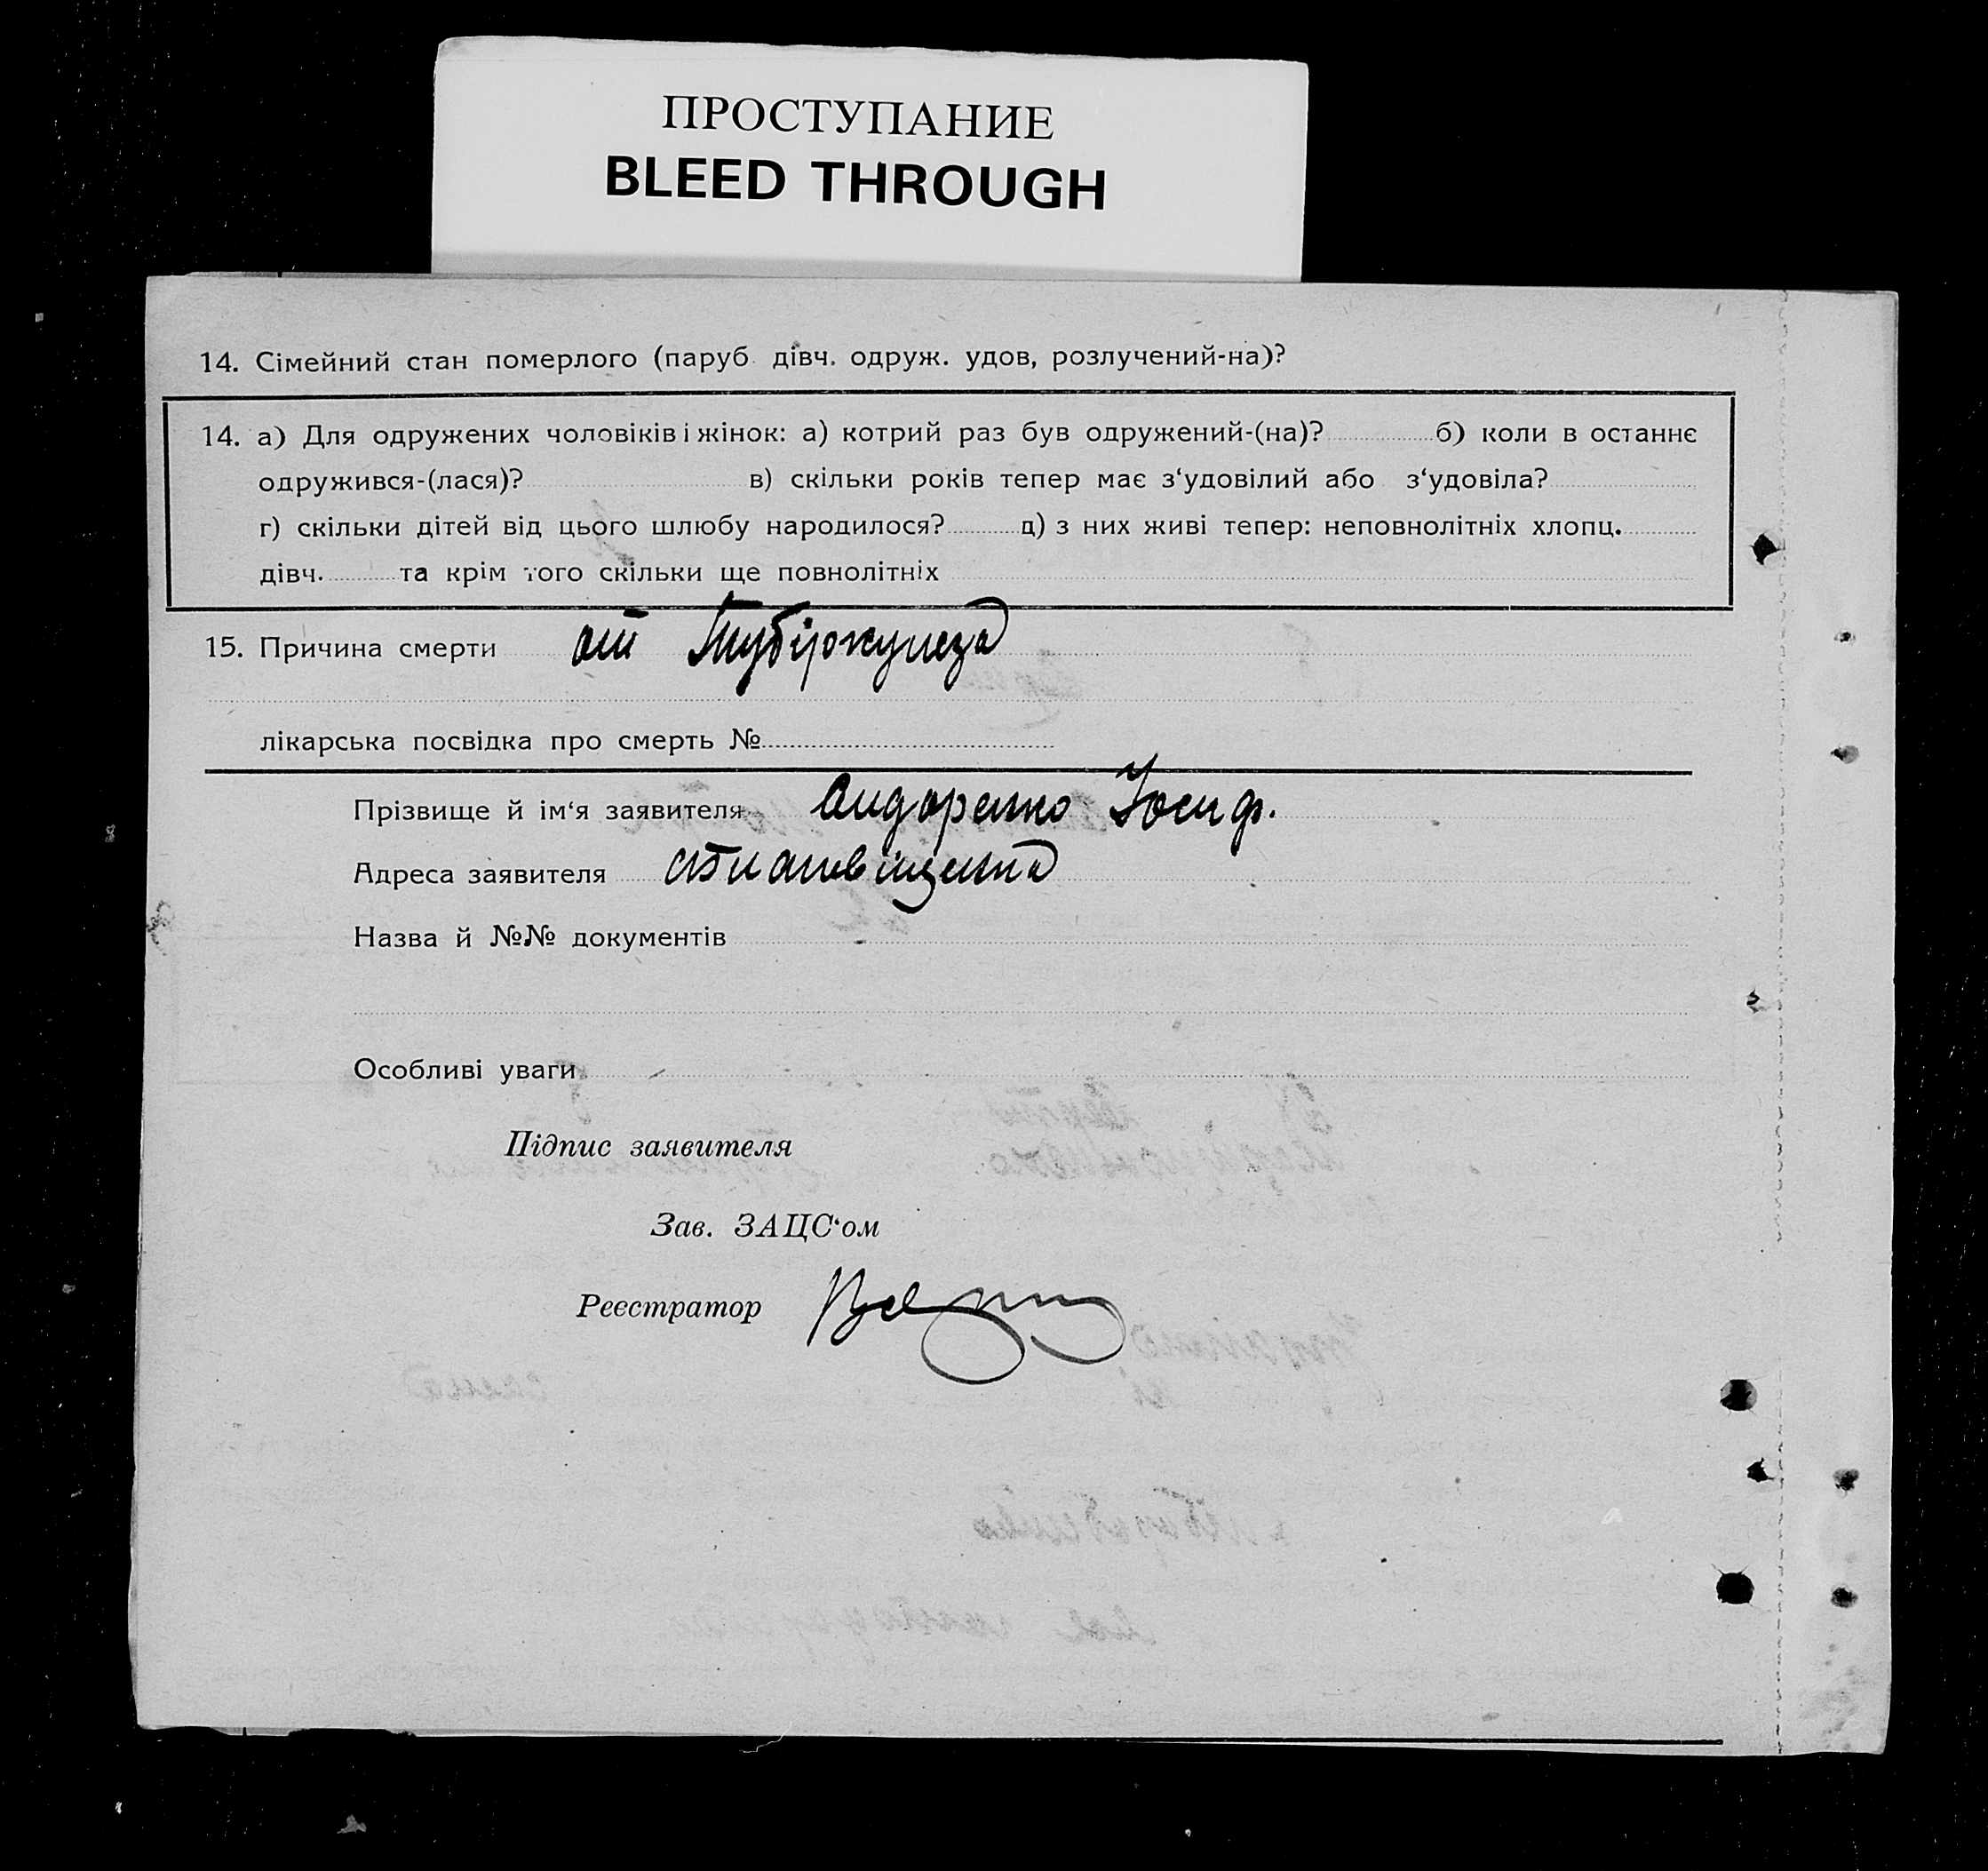 ПРОСТУПАНИЕ
BLEED THROUGH
14. Сімейний стан померлого (паруб. дівч. одруж. удов, розлучений-на)?
14. а) Для одружених чоловіків і жінок: а) котрий раз був одружений-(на)? б) коли в останнє
одружився-(лася)? в) скільки років тепер має з‘удовілий або з‘удовіла?
г) скільки дітей від цього шлюбу народилося? д) з них живі тепер: неповнолітніх хлопц.
дівч. та крім того скільки ще повнолітніх
15. Причина смерти от Тубіркулеза
лікарська посвідка про смерть №
Прізвище й ім‘я заявителя Сидоренко Йосиф.
Адреса заявителя
Назва й №№ документів
Особливі уваги
Підпис заявителя
Зав. ЗАЦС‘ом
Реєстратор